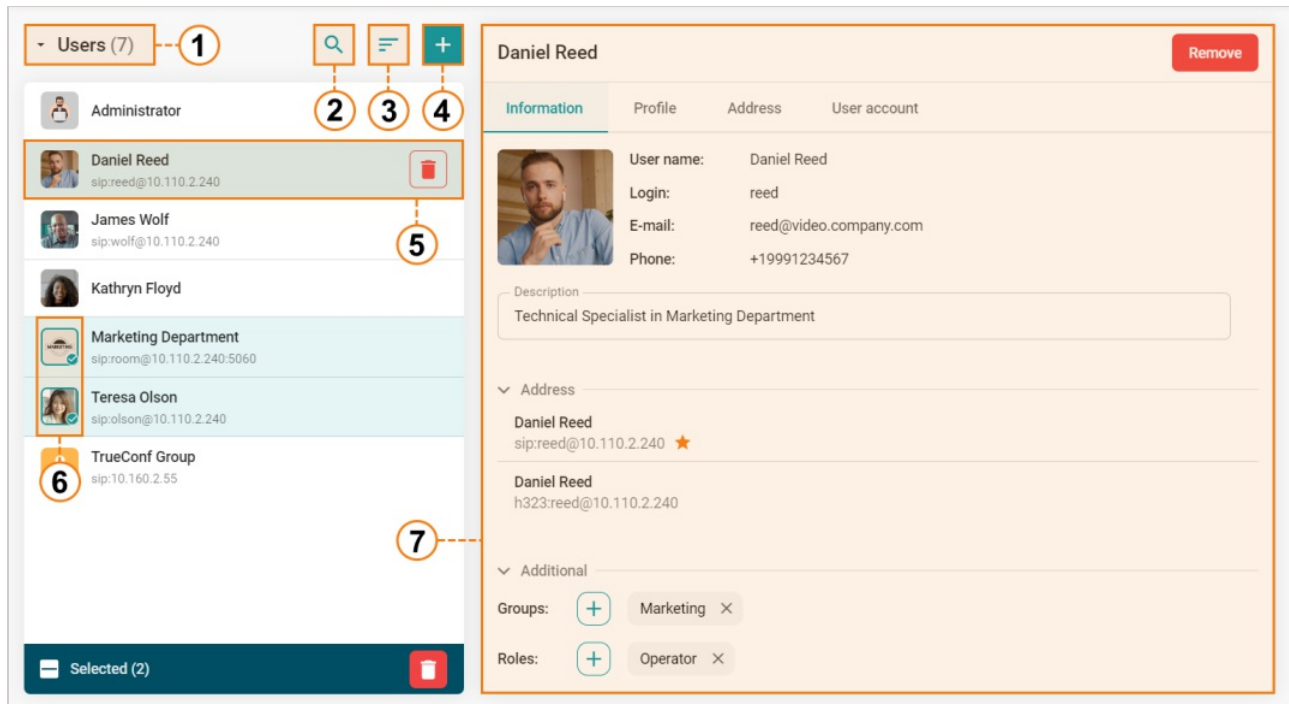 Users (7)
1
2
3
4
Administrator
Daniel Reed
sip:reed@10.110.2.240
5
James Wolf
sip:wolf@10.110.2.240
Kathryn Floyd
MARKETING
Marketing Department
sip:room@10.110.2.240:5060
Teresa Olson
sip:olson@10.110.2.240
6
TrueConf Group
sip:10.160.2.55
Selected (2)
7
Daniel Reed
Remove
Information Profile Address User account
User name: Daniel Reed
Login: reed
E-mail: reed@video.company.com
Phone: +19991234567
Description
Technical Specialist in Marketing Department
Address
Daniel Reed
sip:reed@10.110.2.240
Daniel Reed
h323:reed@10.110.2.240
Additional
Groups: Marketing
Roles: Operator